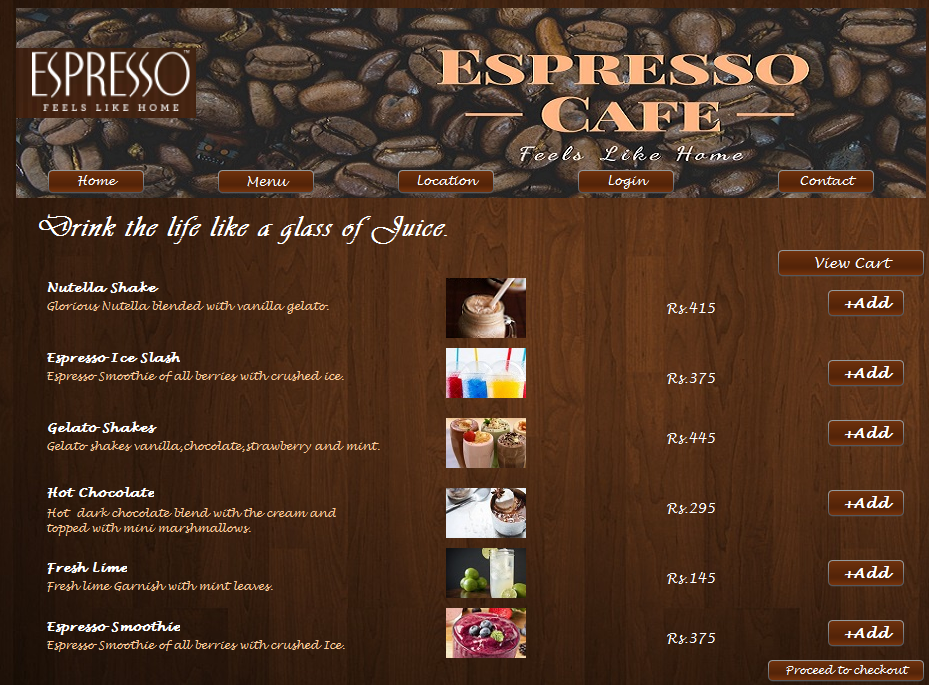 ESPRESSO™
FEELS LIKE HOME
ESPRESSO
CAFE
Feels Like Home
Home
Menu
Location
Login
Contact
Drink the life like a glass of Juice.
View Cart
Nutella Shake
Glorious Nutella blended with vanilla gelato.
Rs.415
+Add
Espresso Ice Slash
Espresso Smoothie of all berries with crushed ice.
Rs.375
+Add
Gelato Shakes
Gelato shakes vanilla,chocolate,strawberry and mint.
Rs.445
+Add
Hot Chocolate
Hot dark chocolate blend with the cream and
topped with mini marshmallows.
Rs.295
+Add
Fresh Lime
Fresh lime Garnish with mint leaves.
Rs.145
+Add
Espresso Smoothie
Espresso Smoothie of all berries with crushed Ice.
Rs.375
+Add
Proceed to checkout